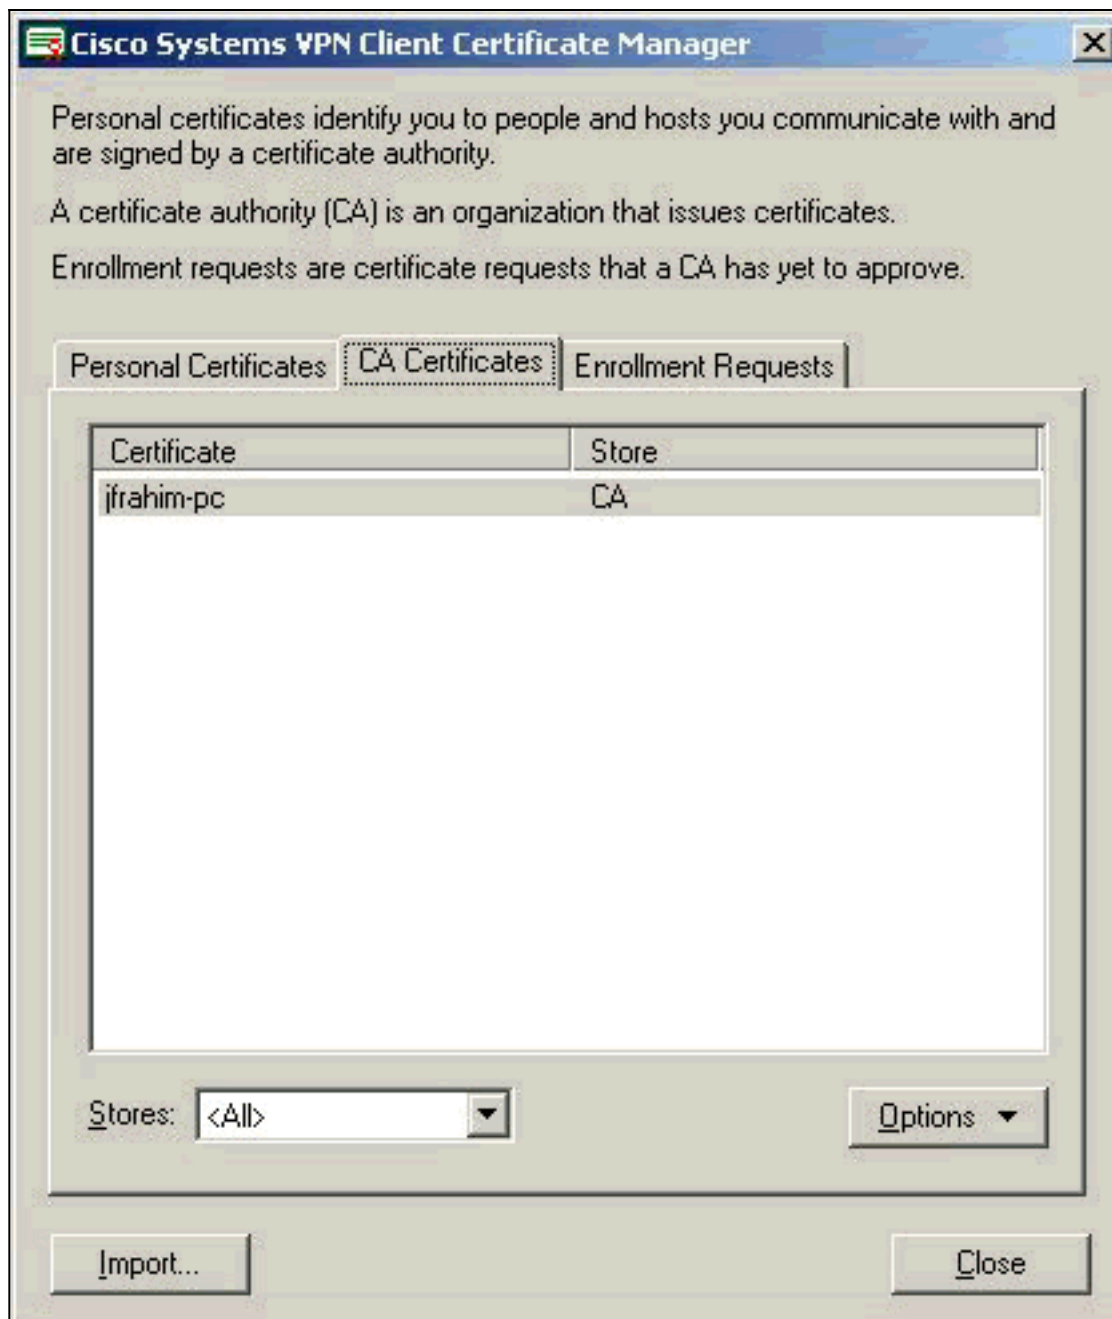 Cisco Systems VPN Client Certificate Manager
Personal certificates identify you to people and hosts you communicate with and
are signed by a certificate authority.
A certificate authority (CA) is an organization that issues certificates.
Enrollment requests are certificate requests that a CA has yet to approve.
Personal Certificates CA Certificates Enrollment Requests
Certificate Store
jfrahim-pc CA
Stores: <All> Options
Import... Close